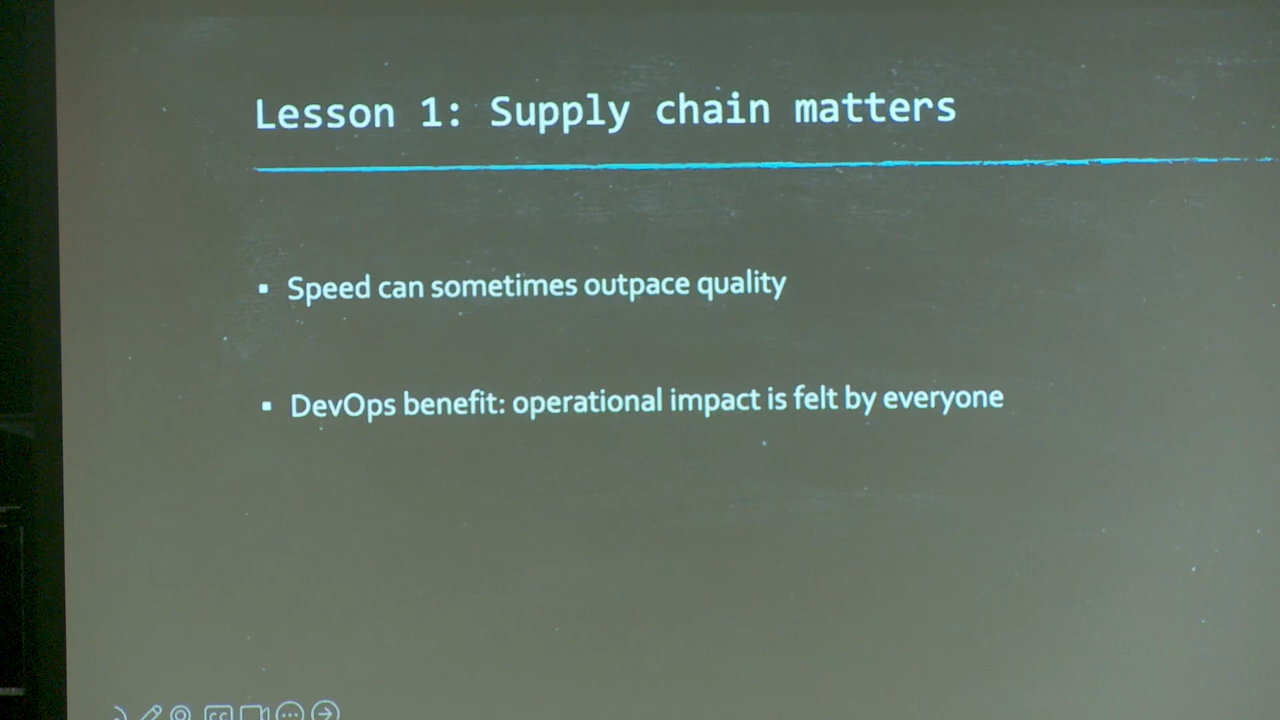 Lesson 1: Supply chain matters
▪ Speed can sometimes outpace quality
▪ DevOps benefit: operational impact is felt by everyone